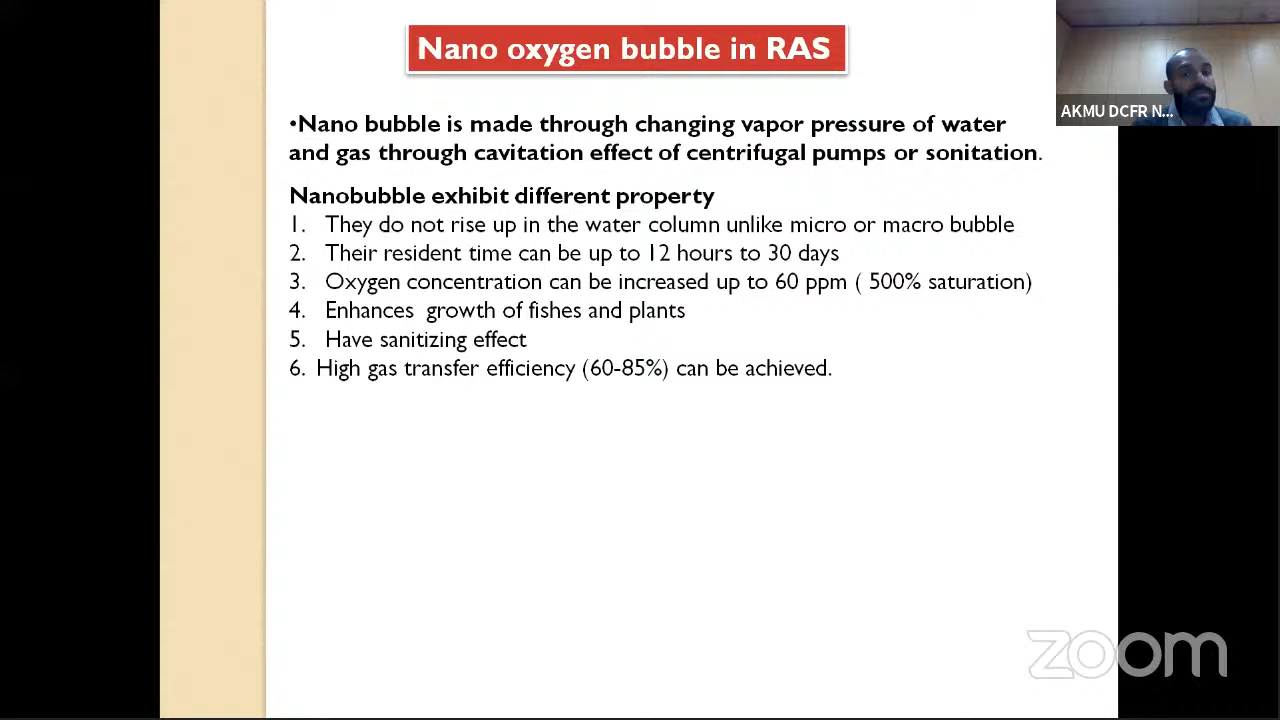 Nano oxygen bubble in RAS
AKMU DCFR N...
•Nano bubble is made through changing vapor pressure of water
and gas through cavitation effect of centrifugal pumps or sonitation.
Nanobubble exhibit different property
1. They do not rise up in the water column unlike micro or macro bubble
2. Their resident time can be up to 12 hours to 30 days
3. Oxygen concentration can be increased up to 60 ppm ( 500% saturation)
4. Enhances growth of fishes and plants
5. Have sanitizing effect
6. High gas transfer efficiency (60-85%) can be achieved.
zoom